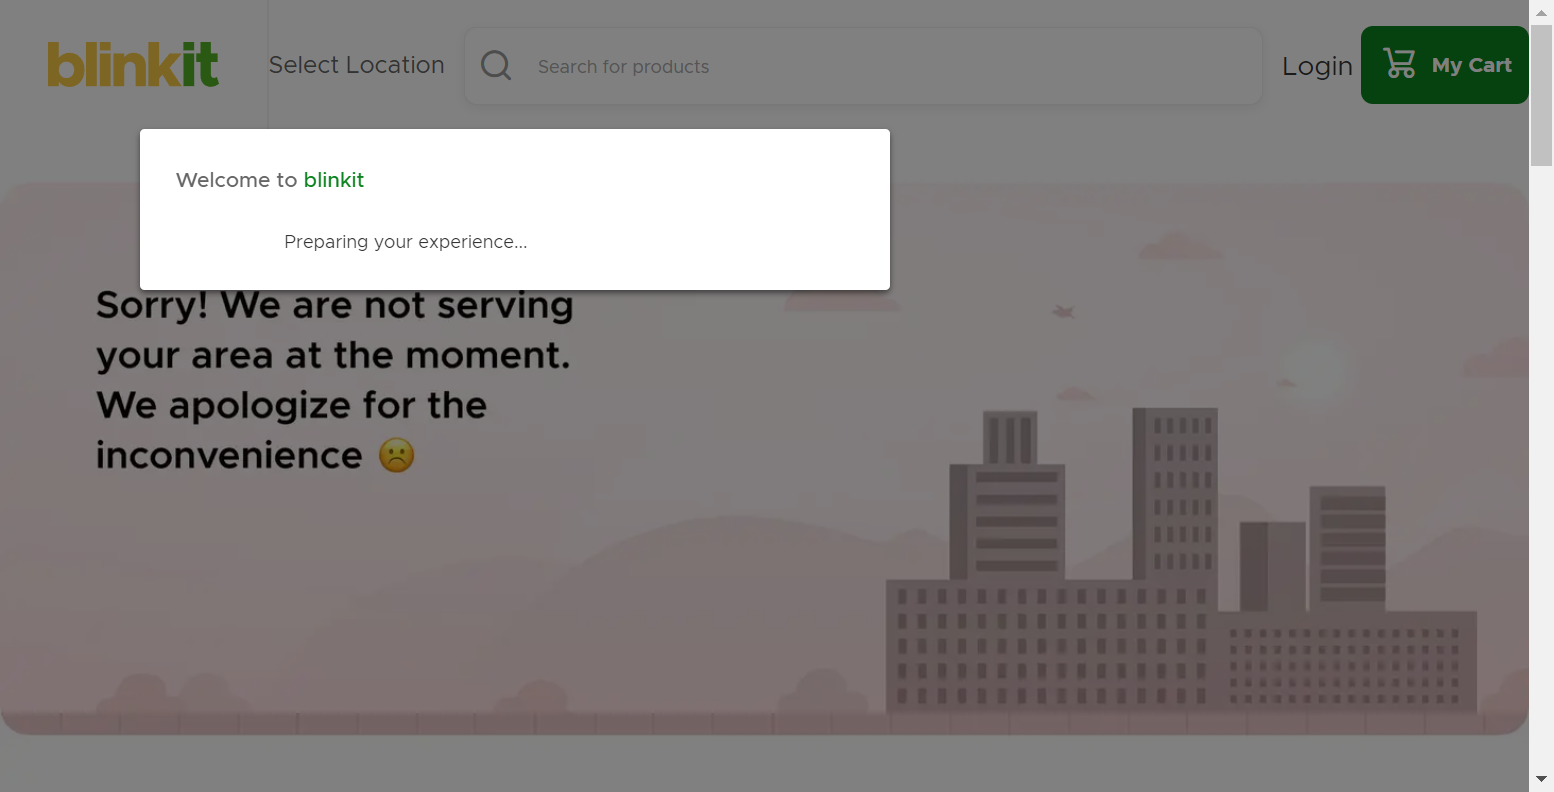 blinkit
Select Location
Search for products
Login
My Cart
Welcome to blinkit
Preparing your experience...
Sorry! We are not serving
your area at the moment.
We apologize for the
inconvenience ☹️